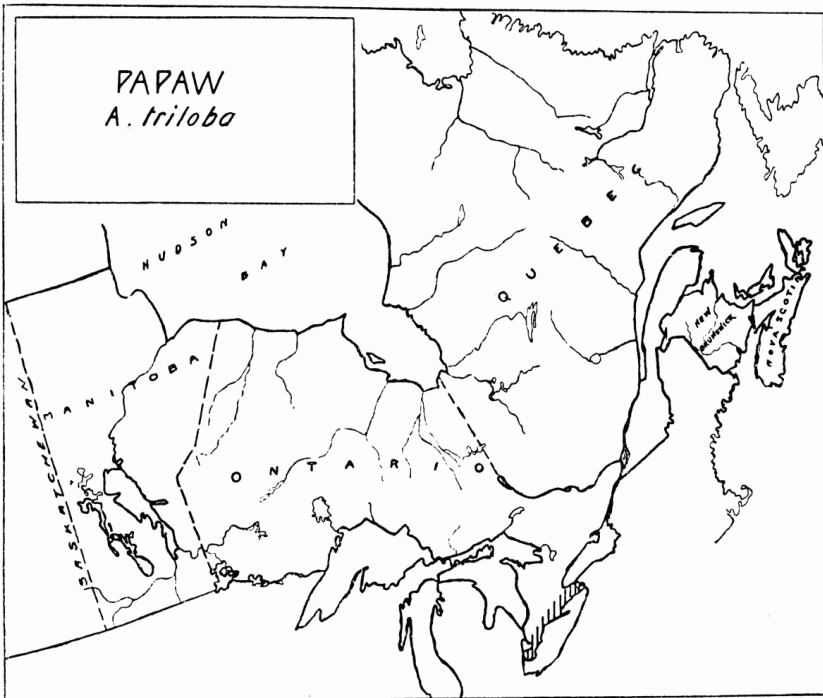 PAPAW
A. triloba
HUDSON
BAY
QUEBEC
NEW
BRUNSWICK
NOVA SCOTIA
MANITOBA
SASKATCHEWAN
ONTARIO